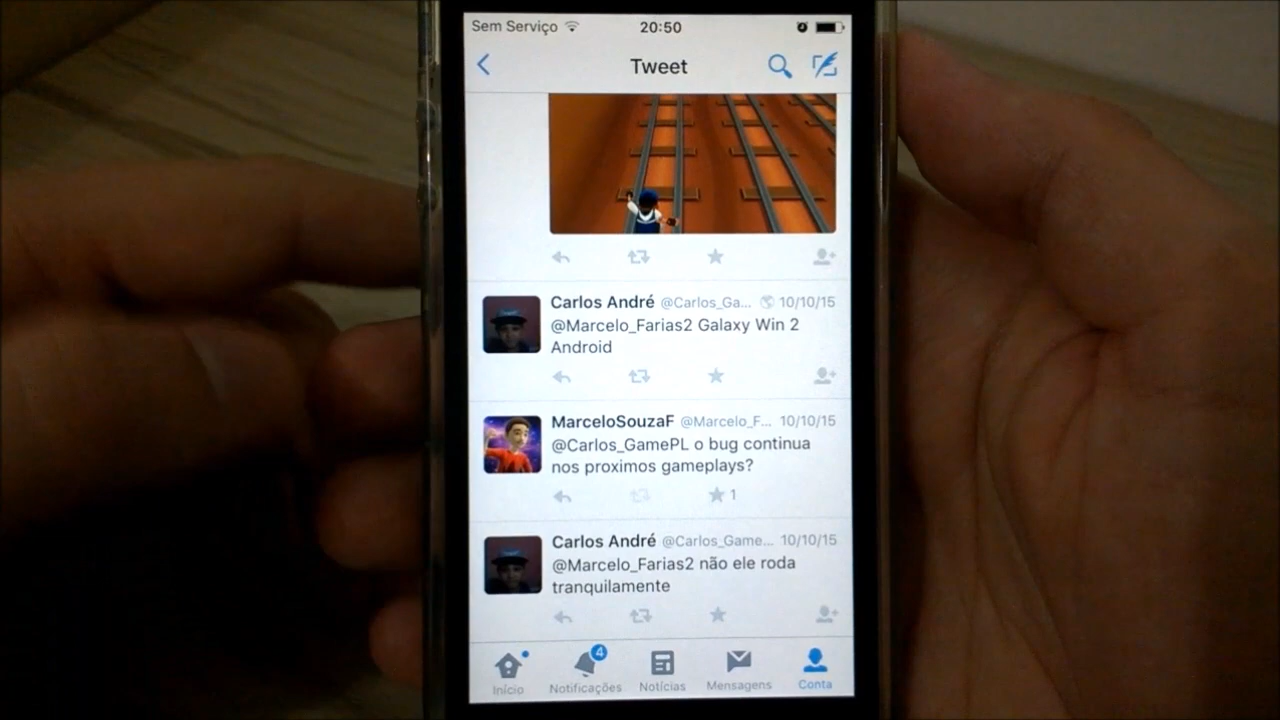 Sem Serviço 20:50
Tweet
Carlos André @Carlos_Ga... 10/10/15
@Marcelo_Farias2 Galaxy Win 2
Android
MarceloSouzaF @Marcelo_F... 10/10/15
@Carlos_GamePL o bug continua
nos proximos gameplays?
1
Carlos André @Carlos_Game... 10/10/15
@Marcelo_Farias2 não ele roda
tranquilamente
4
Início Notificações Notícias Mensagens Conta